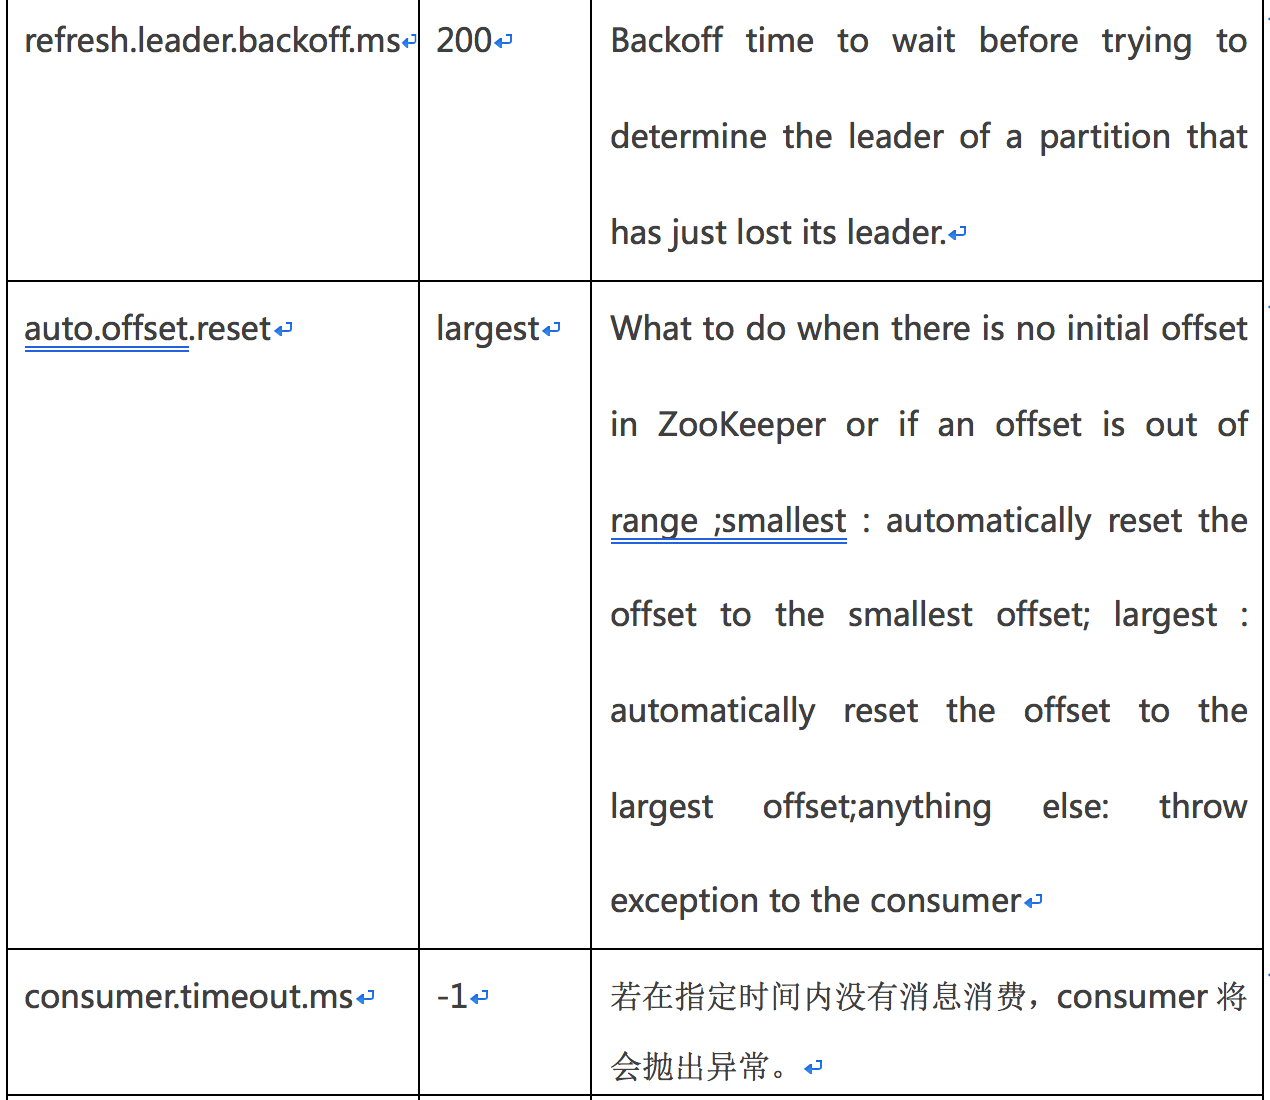 refresh.leader.backoff.ms 200 Backoff time to wait before trying to
determine the leader of a partition that
has just lost its leader.
auto.offset.reset largest What to do when there is no initial offset
in ZooKeeper or if an offset is out of
range ;smallest : automatically reset the
offset to the smallest offset; largest :
automatically reset the offset to the
largest offset;anything else: throw
exception to the consumer
consumer.timeout.ms -1 若在指定时间内没有消息消费，consumer 将
会抛出异常。